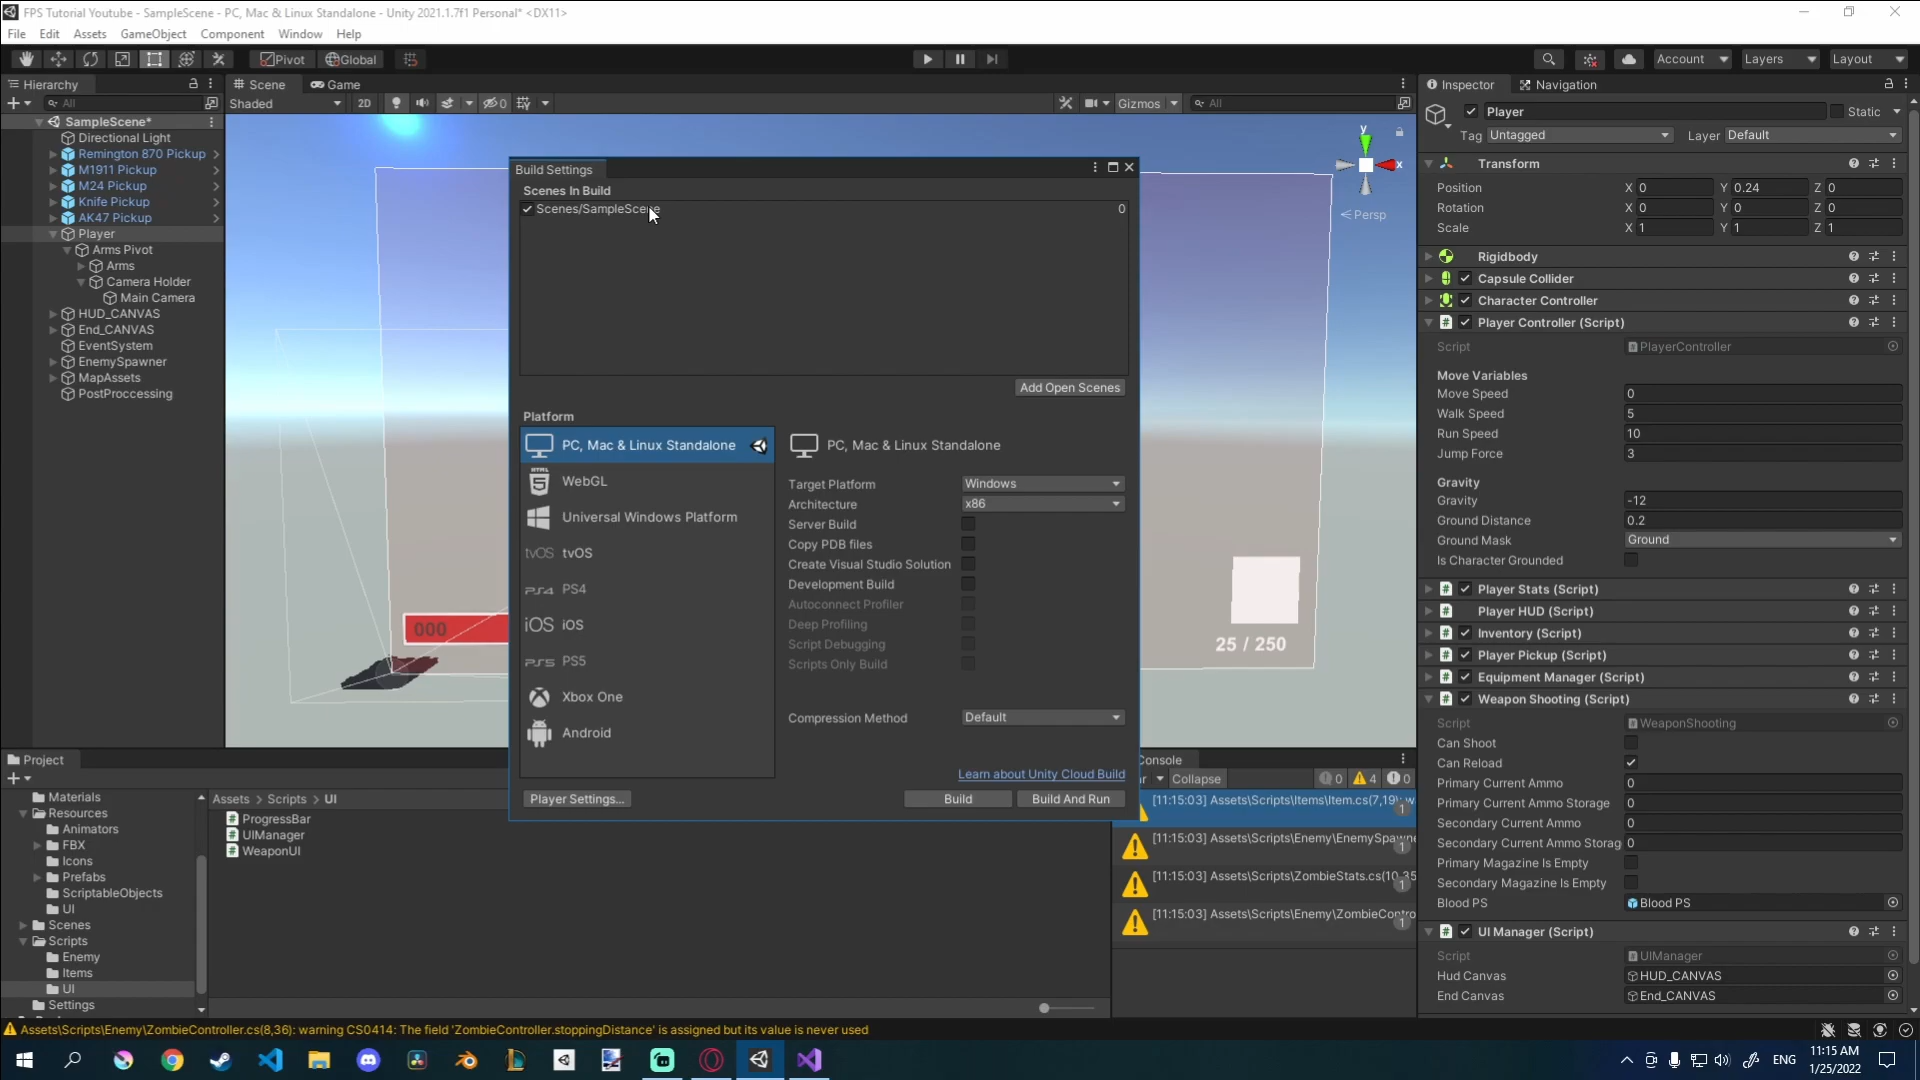 FPS Tutorial Youtube - SampleScene - PC, Mac & Linux Standalone - Unity 2021.1.7f1 Personal* <DX11>
File Edit Assets GameObject Component Window Help
Pivot Global Account Layers Layout
Hierarchy
All
SampleScene*
Directional Light
Remington 870 Pickup
M1911 Pickup
M24 Pickup
Knife Pickup
AK47 Pickup
Player
Arms Pivot
Arms
Camera Holder
Main Camera
HUD_CANVAS
End_CANVAS
EventSystem
EnemySpawner
MapAssets
PostProccessing
Scene Game
Shaded 2D 0 Gizmos All
y
x
Persp
000
25 / 250
Build Settings
Scenes In Build
Scenes/SampleScene 0
Add Open Scenes
Platform
PC, Mac & Linux Standalone
HTML 5 WebGL
Universal Windows Platform
tvOS tvOS
PS4 PS4
iOS iOS
PS5 PS5
Xbox One
Android
PC, Mac & Linux Standalone
Target Platform Windows
Architecture x86
Server Build
Copy PDB files
Create Visual Studio Solution
Development Build
Autoconnect Profiler
Deep Profiling
Script Debugging
Scripts Only Build
Compression Method Default
Learn about Unity Cloud Build
Player Settings... Build Build And Run
Inspector Navigation
Player Static
Tag Untagged Layer Default
Transform
Position X 0 Y 0.24 Z 0
Rotation X 0 Y 0 Z 0
Scale X 1 Y 1 Z 1
Rigidbody
Capsule Collider
Character Controller
Player Controller (Script)
Script PlayerController
Move Variables
Move Speed 0
Walk Speed 5
Run Speed 10
Jump Force 3
Gravity
Gravity -12
Ground Distance 0.2
Ground Mask Ground
Is Character Grounded
Player Stats (Script)
Player HUD (Script)
Inventory (Script)
Player Pickup (Script)
Equipment Manager (Script)
Weapon Shooting (Script)
Script WeaponShooting
Can Shoot
Can Reload
Primary Current Ammo 0
Primary Current Ammo Storage 0
Secondary Current Ammo 0
Secondary Current Ammo Storag 0
Primary Magazine Is Empty
Secondary Magazine Is Empty
Blood PS Blood PS
UI Manager (Script)
Script UIManager
Hud Canvas HUD_CANVAS
End Canvas End_CANVAS
Project
Materials
Resources
Animators
FBX
Icons
Prefabs
ScriptableObjects
UI
Scenes
Scripts
Enemy
Items
UI
Settings
Assets > Scripts > UI
ProgressBar
UIManager
WeaponUI
Console
ar Collapse 0 4 0
[11:15:03] Assets\Scripts\Items\Item.cs(7,19): w 1
[11:15:03] Assets\Scripts\Enemy\EnemySpawne 1
[11:15:03] Assets\Scripts\ZombieStats.cs(10,35 1
[11:15:03] Assets\Scripts\Enemy\ZombieContro 1
Assets\Scripts\Enemy\ZombieController.cs(8,36): warning CS0414: The field 'ZombieController.stoppingDistance' is assigned but its value is never used
ENG
11:15 AM
1/25/2022